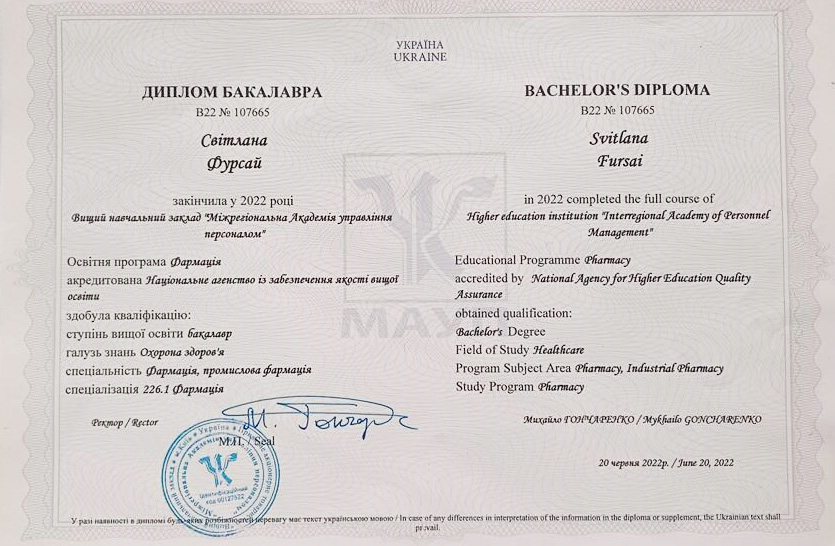 УКРАЇНА
UKRAINE
ДИПЛОМ БАКАЛАВРА
B22 № 107665
Світлана
Фурсай
закінчила у 2022 році
Вищий навчальний заклад "Міжрегіональна Академія управління
персоналом"
Освітня програма Фармація
акредитована Національне агенство із забезпечення якості вищої
освіти
здобула кваліфікацію:
ступінь вищої освіти бакалавр
галузь знань Охорона здоров'я
спеціальність Фармація, промислова фармація
спеціалізація 226.1 Фармація
BACHELOR'S DIPLOMA
B22 № 107665
Svitlana
Fursai
in 2022 completed the full course of
Higher education institution "Interregional Academy of Personnel
Management"
Educational Programme Pharmacy
accredited by National Agency for Higher Education Quality
Assurance
obtained qualification:
Bachelor's Degree
Field of Study Healthcare
Program Subject Area Pharmacy, Industrial Pharmacy
Study Program Pharmacy
МАУП
Ректор / Rector
М.П. / Seal
Михайло ГОНЧАРЕНКО / Mykhailo GONCHARENKO
20 червня 2022р. / June 20, 2022
Ідентифікаційний
код 00127522
У разі наявності в дипломі будь-яких розбіжностей перевагу має текст українською мовою / In case of any differences in interpretation of the information in the diploma or supplement, the Ukrainian text shall
prevail.